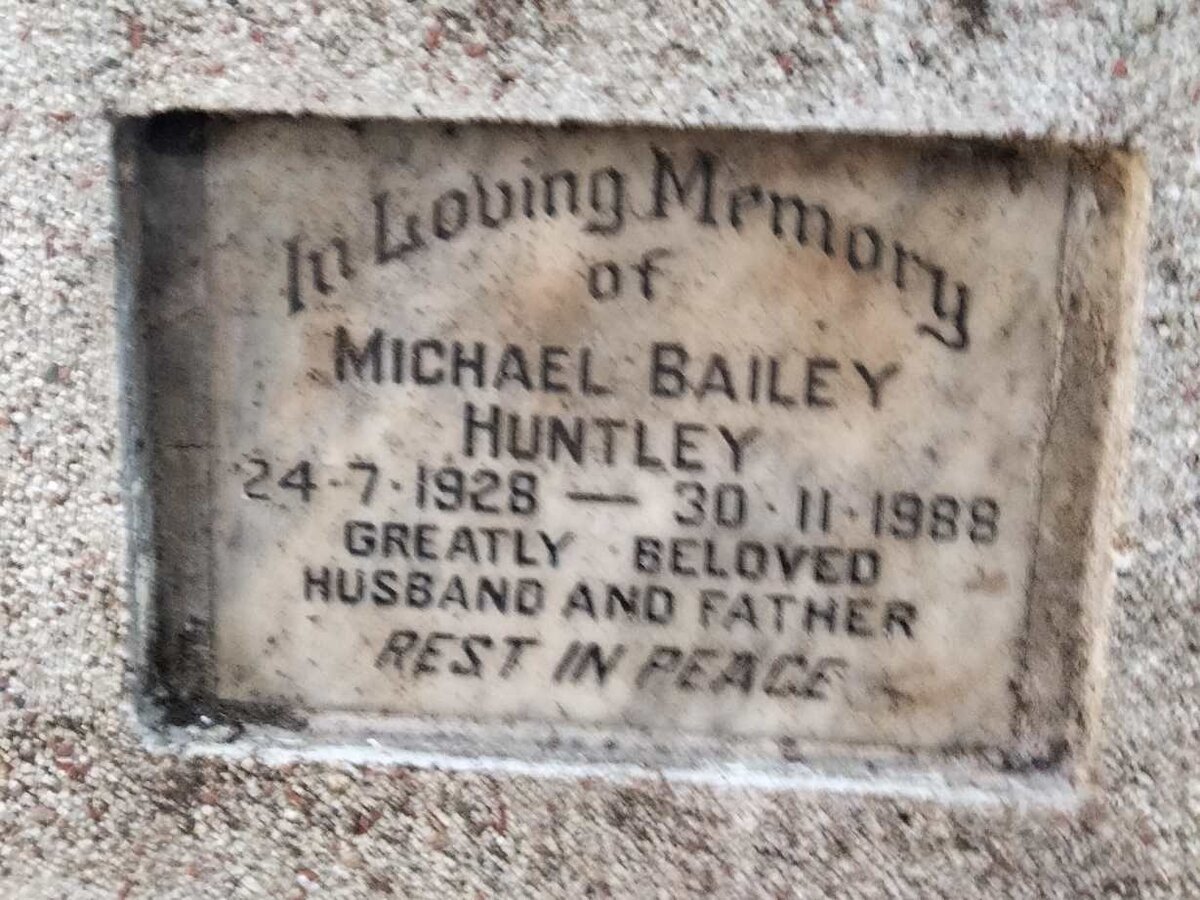 In Loving Memory
of
MICHAEL BAILEY
HUNTLEY
24·7·1928 — 30·11·1988
GREATLY BELOVED
HUSBAND AND FATHER
REST IN PEACE